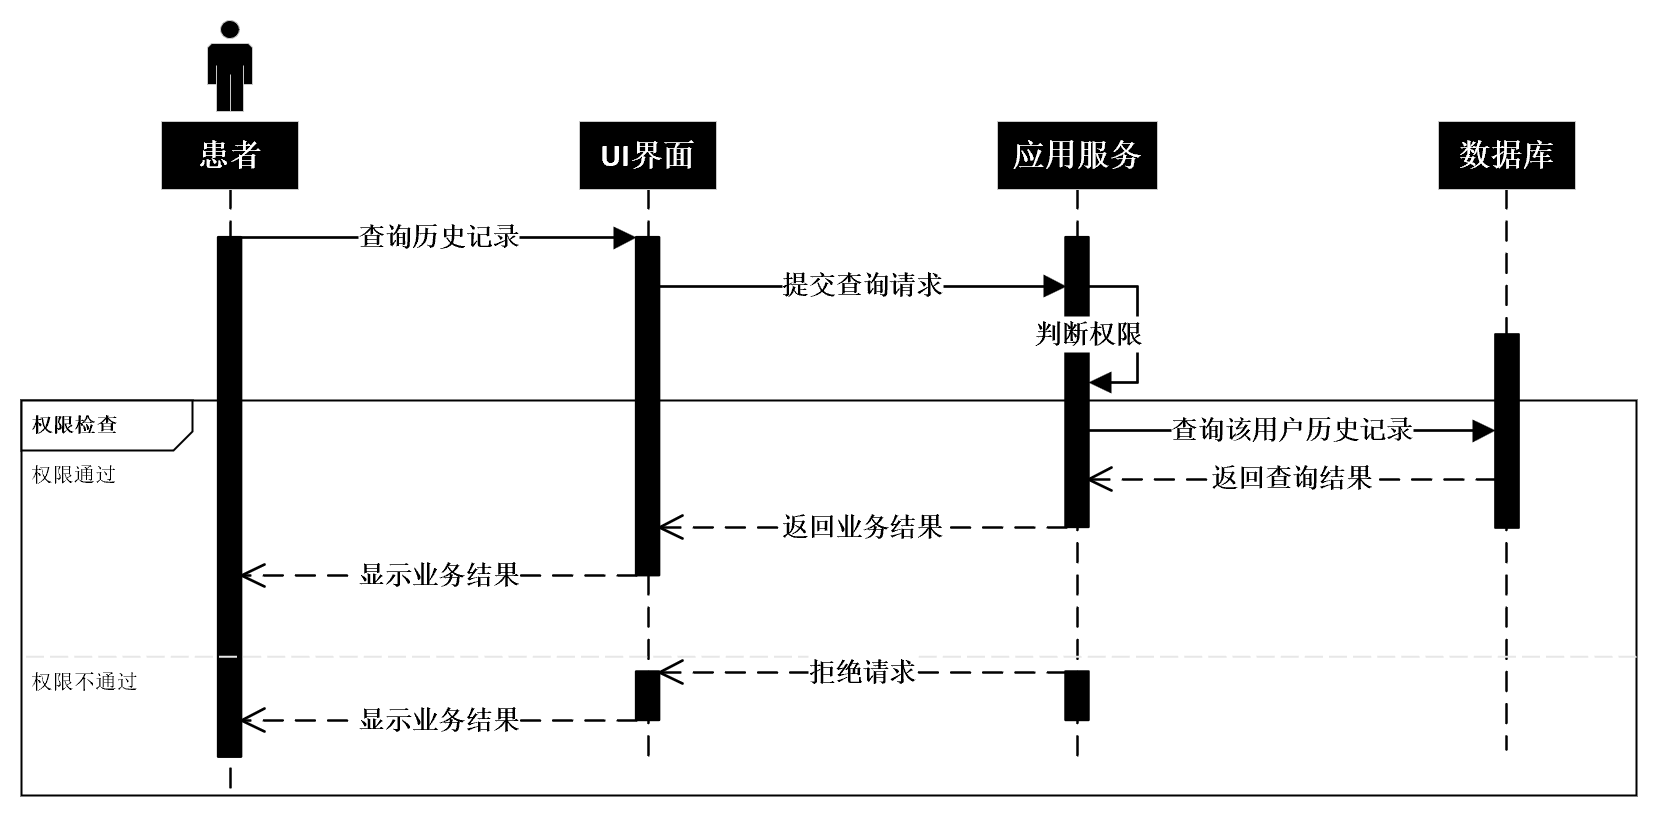 患者
UI界面
应用服务
数据库
查询历史记录
提交查询请求
判断权限
权限检查
查询该用户历史记录
权限通过
返回查询结果
返回业务结果
显示业务结果
拒绝请求
权限不通过
显示业务结果